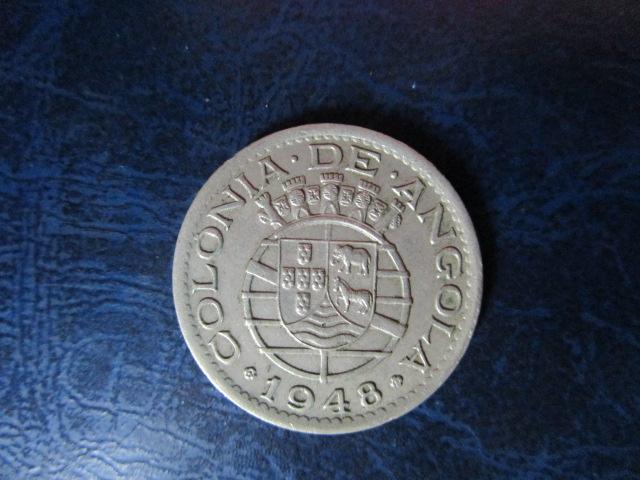 COLONIA · DE · ANGOLA
1948